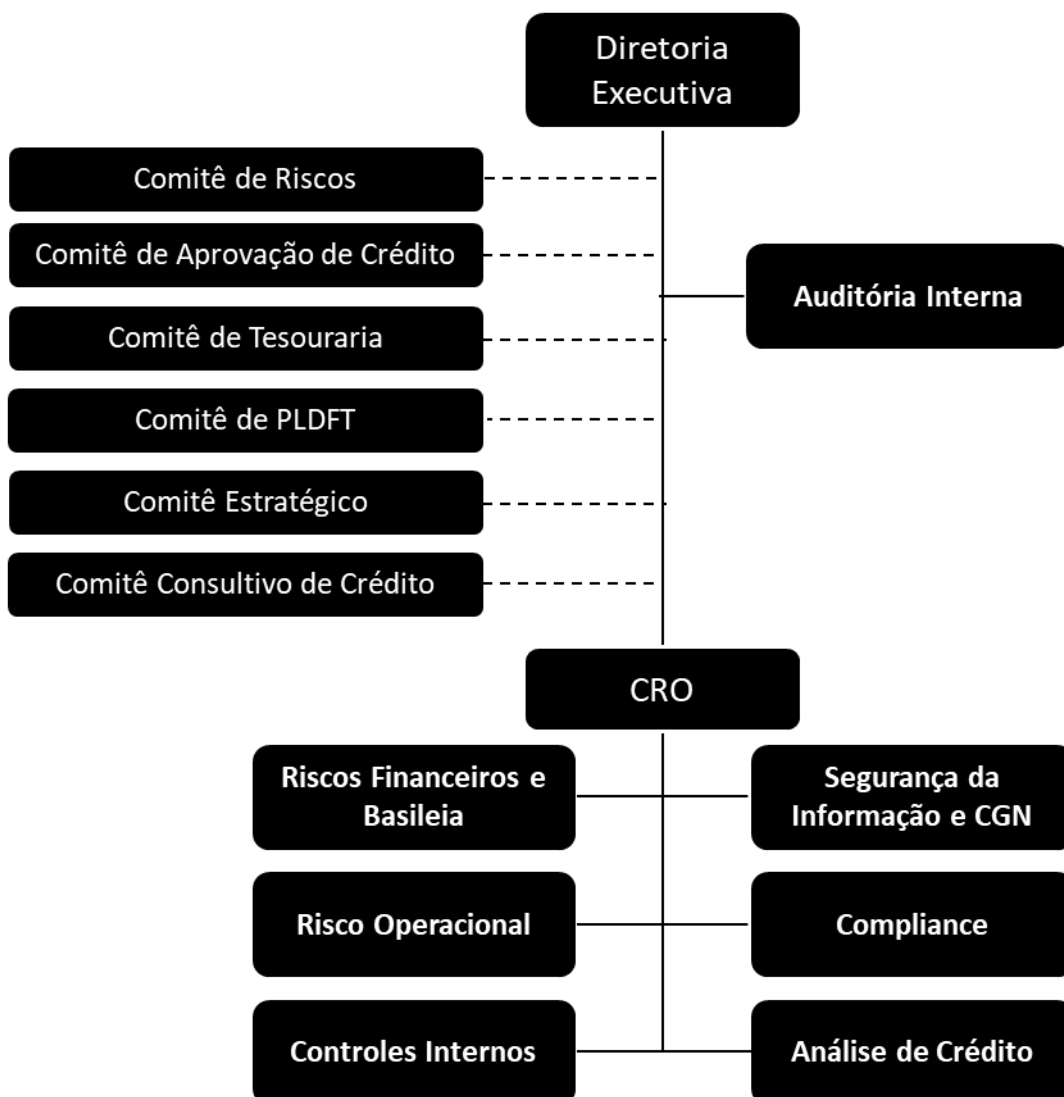 Diretoria
Executiva
Comitê de Riscos
Comitê de Aprovação de Crédito
Auditória Interna
Comitê de Tesouraria
Comitê de PLDFT
Comitê Estratégico
Comitê Consultivo de Crédito
CRO
Riscos Financeiros e
Basileia
Segurança da
Informação e CGN
Risco Operacional
Compliance
Controles Internos
Análise de Crédito